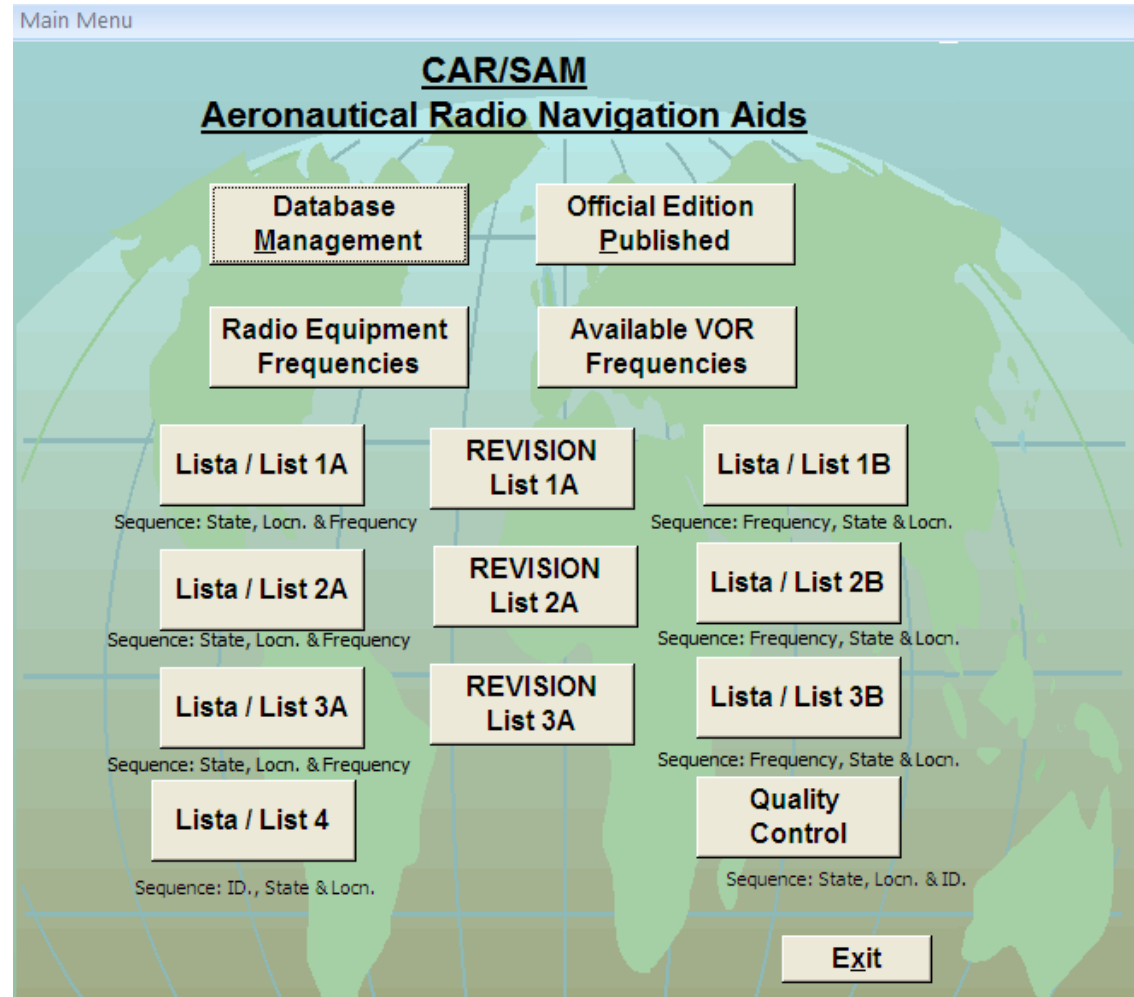 Main Menu
CAR/SAM
Aeronautical Radio Navigation Aids
Database
Management
Official Edition
Published
Radio Equipment
Frequencies
Available VOR
Frequencies
Lista / List 1A
Sequence: State, Locn. & Frequency
REVISION
List 1A
Lista / List 1B
Sequence: Frequency, State & Locn.
Lista / List 2A
Sequence: State, Locn. & Frequency
REVISION
List 2A
Lista / List 2B
Sequence: Frequency, State & Locn.
Lista / List 3A
Sequence: State, Locn. & Frequency
REVISION
List 3A
Lista / List 3B
Sequence: Frequency, State & Locn.
Lista / List 4
Sequence: ID., State & Locn.
Quality
Control
Sequence: State, Locn. & ID.
Exit